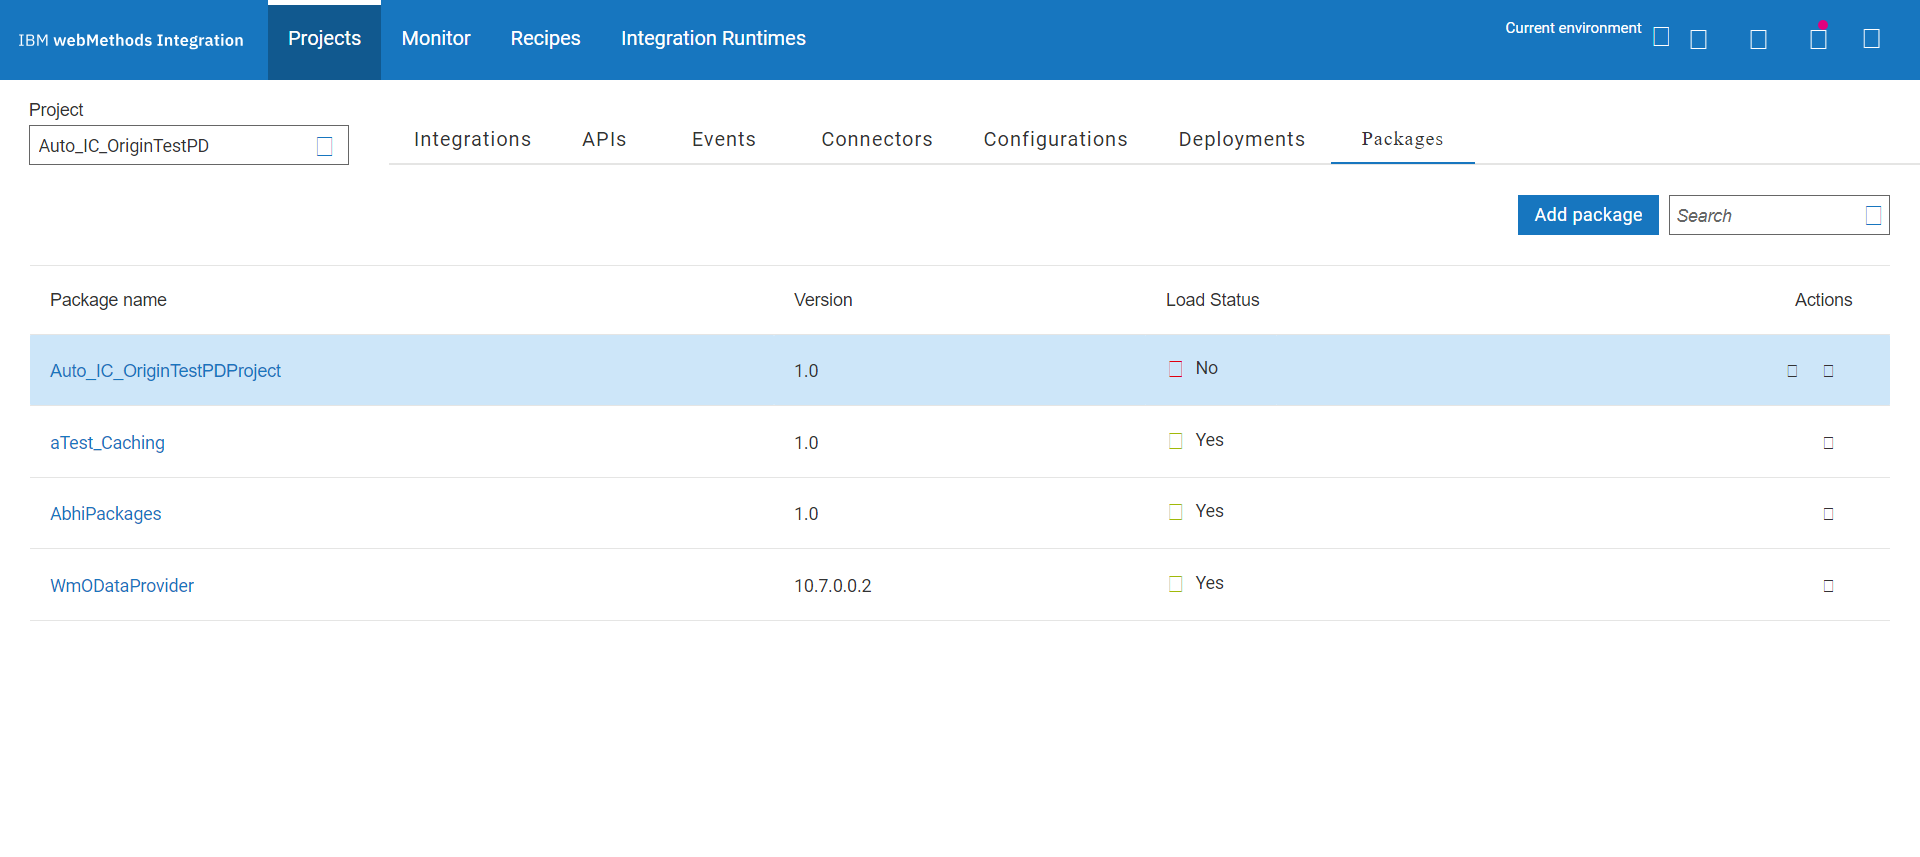 IBM webMethods Integration
Projects
Monitor
Recipes
Integration Runtimes
Current environment
Project
Auto_IC_OriginTestPD
Integrations
APIs
Events
Connectors
Configurations
Deployments
Packages
Add package
Search
Package name
Version
Load Status
Actions
Auto_IC_OriginTestPDProject
1.0
No
aTest_Caching
1.0
Yes
AbhiPackages
1.0
Yes
WmODataProvider
10.7.0.0.2
Yes